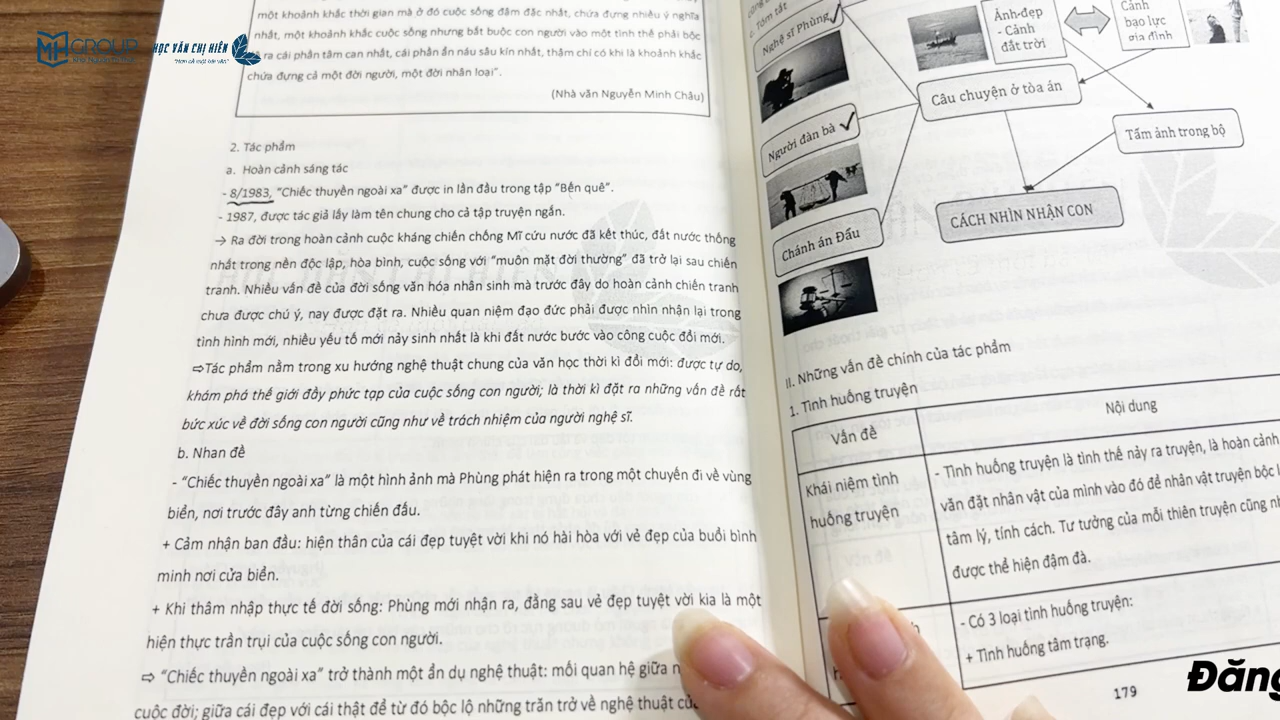 MH GROUP
HỌC VĂN CHỊ HIÊN
một khoảnh khắc thời gian mà ở đó cuộc sống đậm đặc nhất, chứa đựng nhiều ý nghĩa
nhất, một khoảnh khắc cuộc sống nhưng bắt buộc con người vào một tình thế phải bộc
ra cái phần tâm can nhất, cái phần ẩn náu sâu kín nhất, thậm chí có khi là khoảnh khắc
chứa đựng cả một đời người, một đời nhân loại”.
(Nhà văn Nguyễn Minh Châu)
2. Tác phẩm
a. Hoàn cảnh sáng tác
- 8/1983, “Chiếc thuyền ngoài xa” được in lần đầu trong tập “Bến quê”.
- 1987, được tác giả lấy làm tên chung cho cả tập truyện ngắn.
→ Ra đời trong hoàn cảnh cuộc kháng chiến chống Mĩ cứu nước đã kết thúc, đất nước thống
nhất trong nền độc lập, hòa bình, cuộc sống với “muôn mặt đời thường” đã trở lại sau chiến
tranh. Nhiều vấn đề của đời sống văn hóa nhân sinh mà trước đây do hoàn cảnh chiến tranh
chưa được chú ý, nay được đặt ra. Nhiều quan niệm đạo đức phải được nhìn nhận lại trong
tình hình mới, nhiều yếu tố mới nảy sinh nhất là khi đất nước bước vào công cuộc đổi mới.
⇨Tác phẩm nằm trong xu hướng nghệ thuật chung của văn học thời kì đổi mới: được tự do,
khám phá thế giới đầy phức tạp của cuộc sống con người; là thời kì đặt ra những vấn đề rất
bức xúc về đời sống con người cũng như về trách nhiệm của người nghệ sĩ.
b. Nhan đề
- “Chiếc thuyền ngoài xa” là một hình ảnh mà Phùng phát hiện ra trong một chuyến đi về vùng
biển, nơi trước đây anh từng chiến đấu.
+ Cảm nhận ban đầu: hiện thân của cái đẹp tuyệt vời khi nó hài hòa với vẻ đẹp của buổi bình
minh nơi cửa biển.
+ Khi thâm nhập thực tế đời sống: Phùng mới nhận ra, đằng sau vẻ đẹp tuyệt vời kia là một
hiện thực trần trụi của cuộc sống con người.
⇨ “Chiếc thuyền ngoài xa” trở thành một ẩn dụ nghệ thuật: mối quan hệ giữa
cuộc đời; giữa cái đẹp với cái thật để từ đó bộc lộ những trăn trở về nghệ thuật
Tóm tắt
Nghệ sĩ Phùng
Người đàn bà
Chánh án Đẩu
Ảnh đẹp
- Cảnh
đắt trời
Cảnh
bạo lực
gia đình
Câu chuyện ở tòa án
Tấm ảnh trong bộ
CÁCH NHÌN NHẬN CON
II. Những vấn đề chính của tác phẩm
1. Tình huống truyện
Vấn đề
Nội dung
Khái niệm tình
huống truyện
- Tình huống truyện là tình thế nảy ra truyện, là hoàn cảnh
văn đặt nhân vật của mình vào đó để nhân vật truyện bộc
tâm lý, tính cách. Tư tưởng của mỗi thiên truyện cũng
được thể hiện đậm đà.
- Có 3 loại tình huống truyện:
+ Tình huống tâm trạng.
179
Đăng